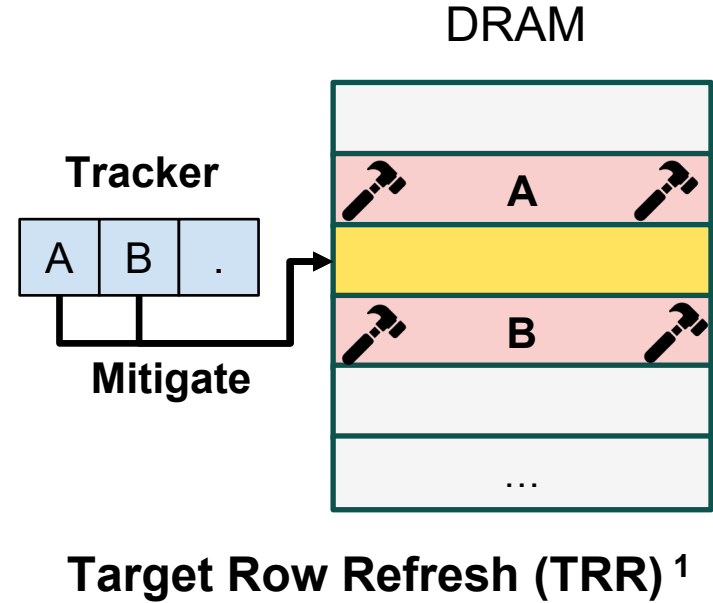 DRAM
Tracker
A B .
Mitigate
A
B
...
Target Row Refresh (TRR) 1